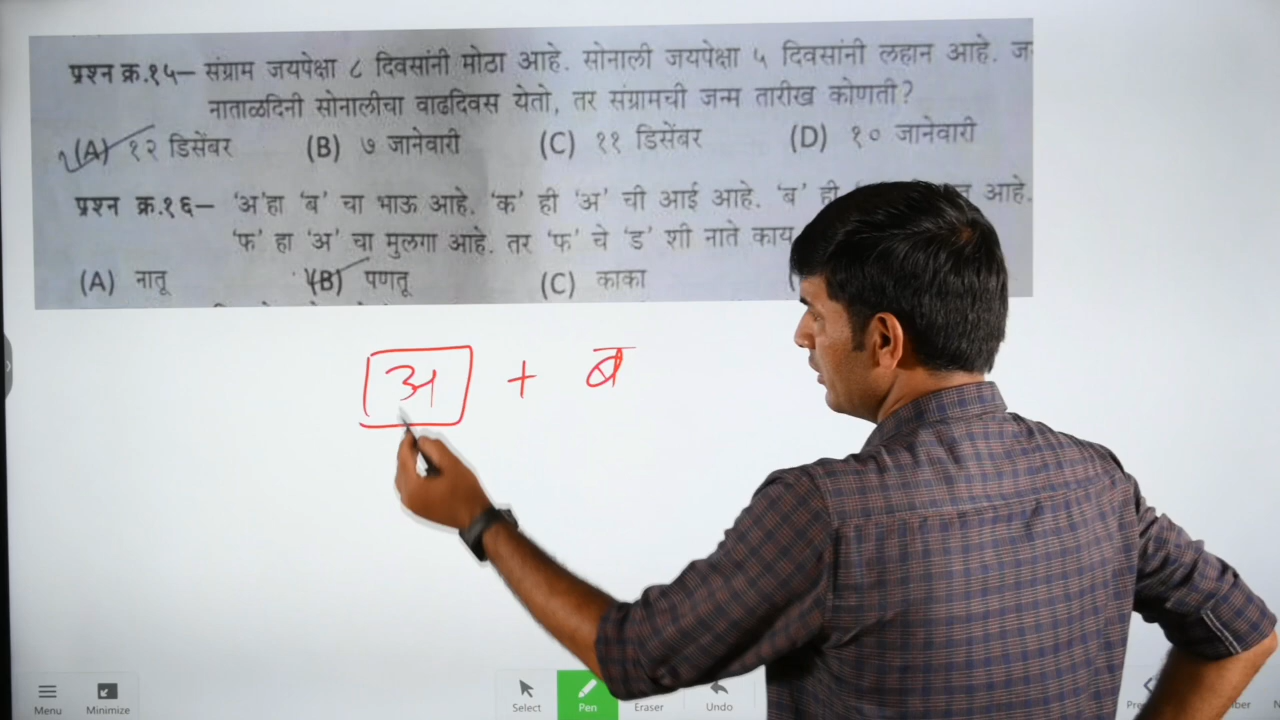 प्रश्न क्र.१५– संग्राम जयपेक्षा ८ दिवसांनी मोठा आहे. सोनाली जयपेक्षा ५ दिवसांनी लहान आहे.
नाताळदिनी सोनालीचा वाढदिवस येतो, तर संग्रामची जन्म तारीख कोणती?
(A) १२ डिसेंबर (B) ७ जानेवारी (C) ११ डिसेंबर (D) १० जानेवारी
प्रश्न क्र.१६– 'अ'हा 'ब' चा भाऊ आहे. 'क' ही 'अ' ची आई आहे. 'ब' ही आहे.
'फ' हा 'अ' चा मुलगा आहे. तर 'फ' चे 'ड' शी नाते काय
(A) नातू (B) पणतू (C) काका
अ + ब
Menu Minimize Select Pen Eraser Undo